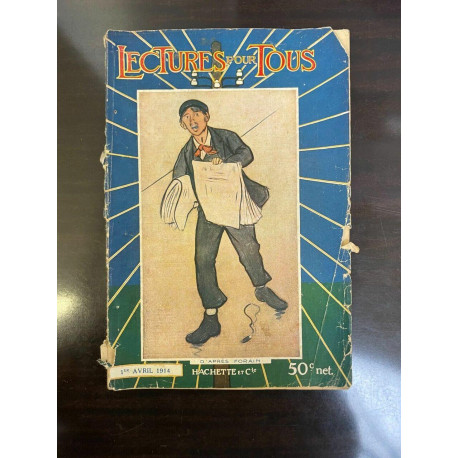 LECTURES POUR TOUS
D'APRÈS FORAIN
1er AVRIL 1914
HACHETTE ET Cie
50c net.